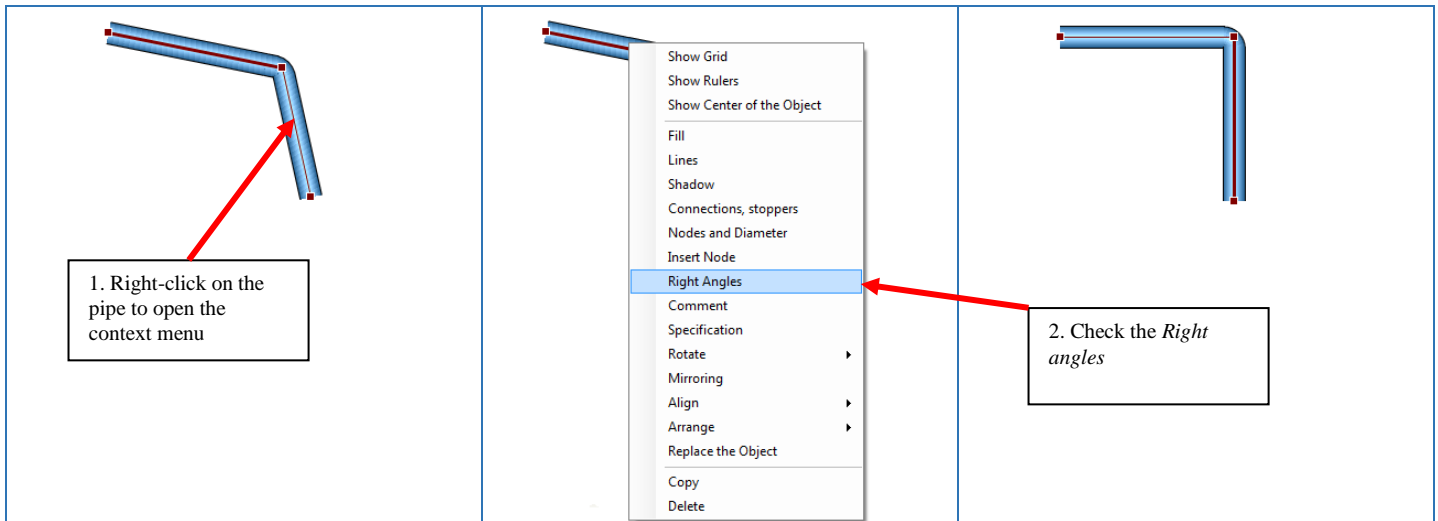 1. Right-click on the
pipe to open the
context menu
Show Grid
Show Rulers
Show Center of the Object
Fill
Lines
Shadow
Connections, stoppers
Nodes and Diameter
Insert Node
Right Angles
Comment
Specification
Rotate
Mirroring
Align
Arrange
Replace the Object
Copy
Delete
2. Check the Right
angles